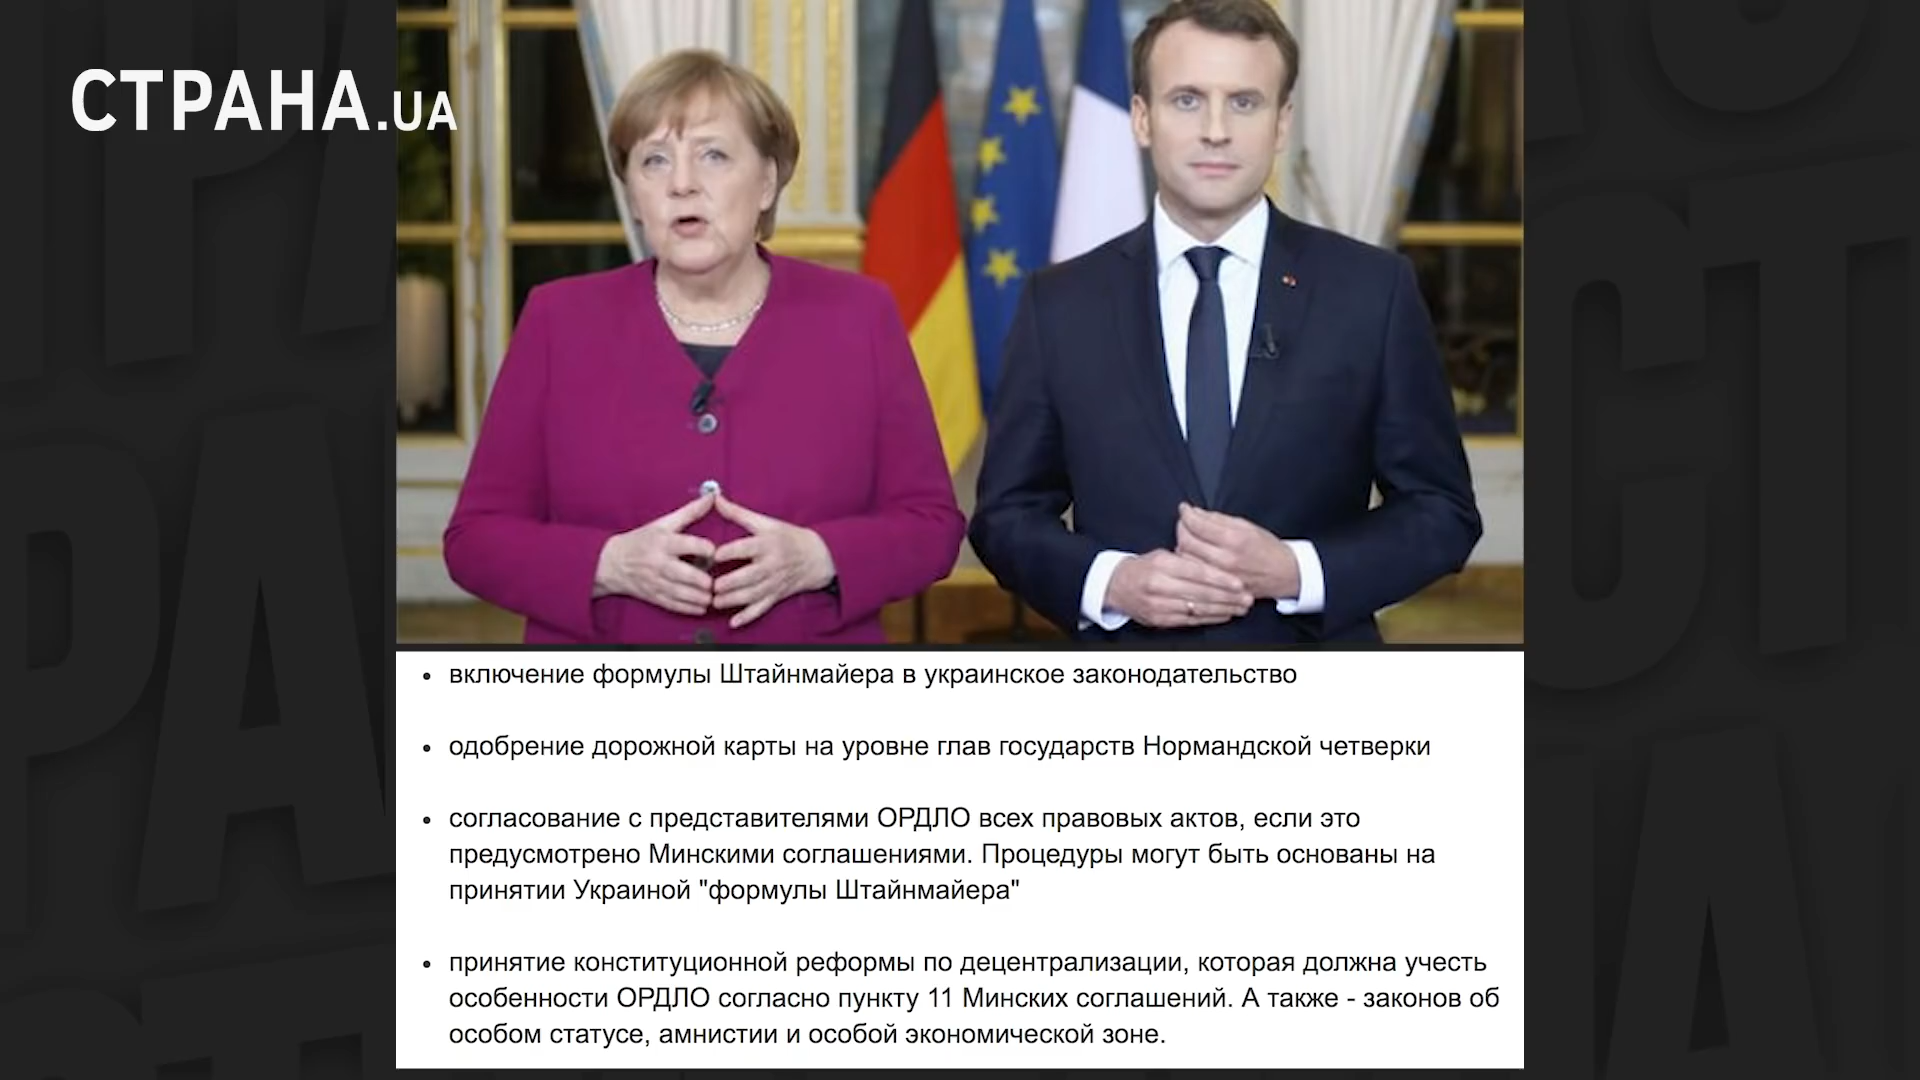 СТРАНА.UA
• включение формулы Штайнмайера в украинское законодательство
• одобрение дорожной карты на уровне глав государств Нормандской четверки
• согласование с представителями ОРДЛО всех правовых актов, если это
предусмотрено Минскими соглашениями. Процедуры могут быть основаны на
принятии Украиной "формулы Штайнмайера"
• принятие конституционной реформы по децентрализации, которая должна учесть
особенности ОРДЛО согласно пункту 11 Минских соглашений. А также - законов об
особом статусе, амнистии и особой экономической зоне.